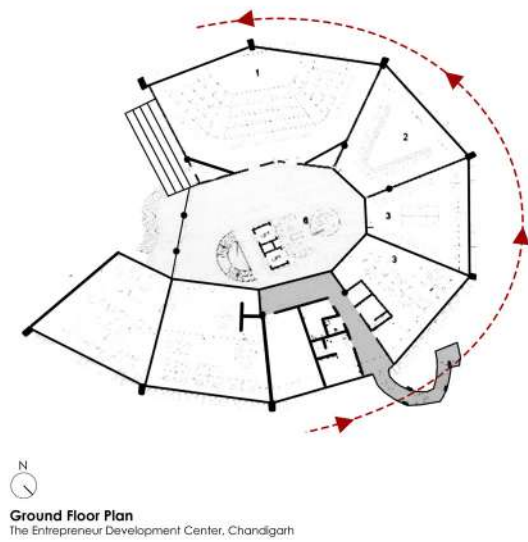 1
2
3
6
3
N
Ground Floor Plan
The Entrepreneur Development Center, Chandigarh